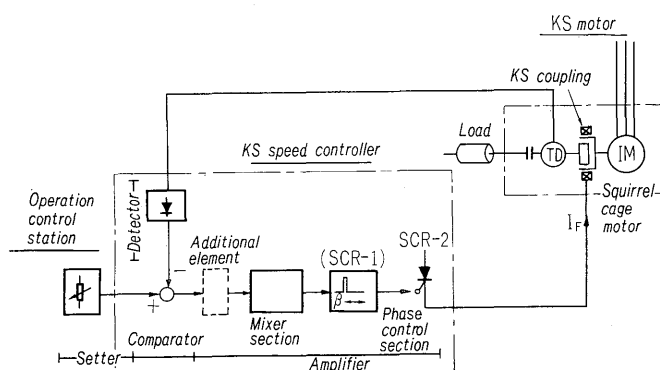 KS motor
KS coupling
Load
TD
IM
Squirrel
cage
motor
KS speed controller
Operation
control
station
Detector
Additional
element
(SCR-1)
SCR-2
I_F
−
+
β
Mixer
section
Phase
control
section
Setter
Comparator
Amplifier